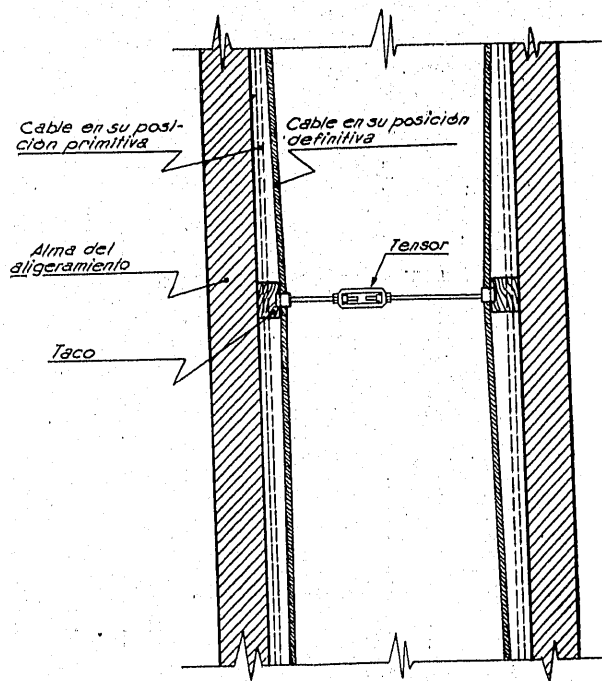 Cable en su posi-
ción primitiva
Cable en su posición
definitiva
Alma del
aligeramiento
Tensor
Taco